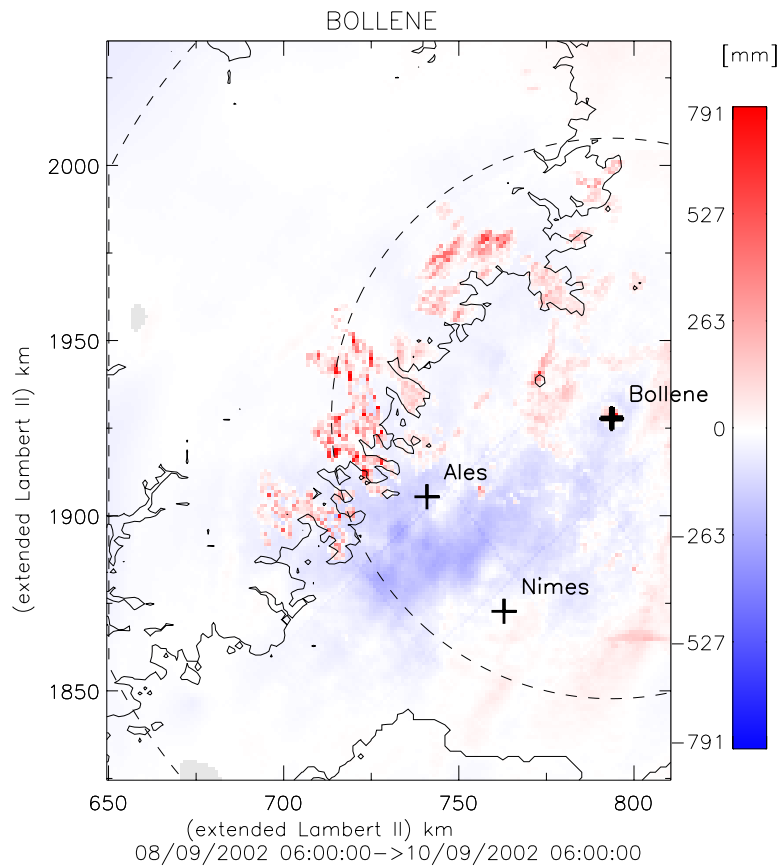 BOLLENE
[mm]
791
527
263
0
-263
-527
-791
2000
1950
1900
1850
(extended Lambert II) km
Bollene
Ales
Nimes
650
700
750
800
(extended Lambert II) km
08/09/2002 06:00:00->10/09/2002 06:00:00